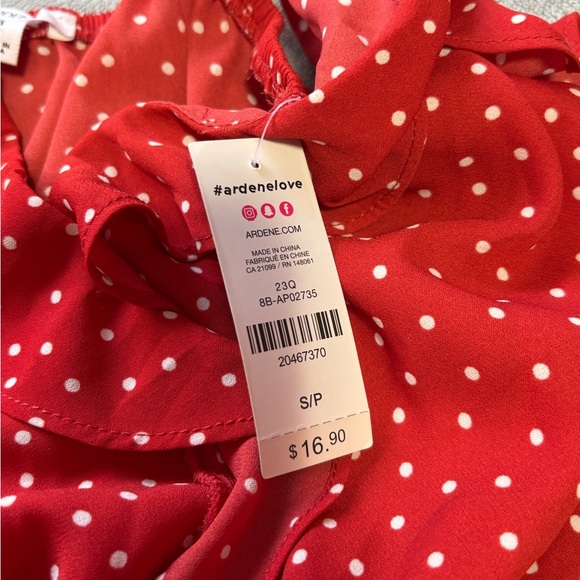 #ardenelove
ARDENE.COM
MADE IN CHINA
FABRIQUÉ EN CHINE
CA 21099 / RN 148061
23Q
8B-AP02735
20467370
S/P
$16.90